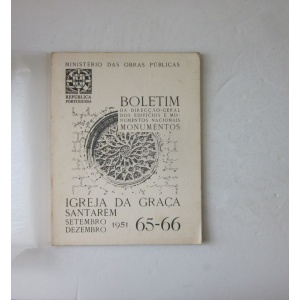 MINISTÉRIO DAS OBRAS PÚBLICAS
REPÚBLICA
PORTUGUESA
BOLETIM
DA DIRECÇÃO-GERAL
DOS EDIFÍCIOS E MO-
NUMENTOS NACIONAIS
MONUMENTOS
IGREJA DA GRAÇA
SANTARÉM
SETEMBRO
DEZEMBRO 1951 65-66